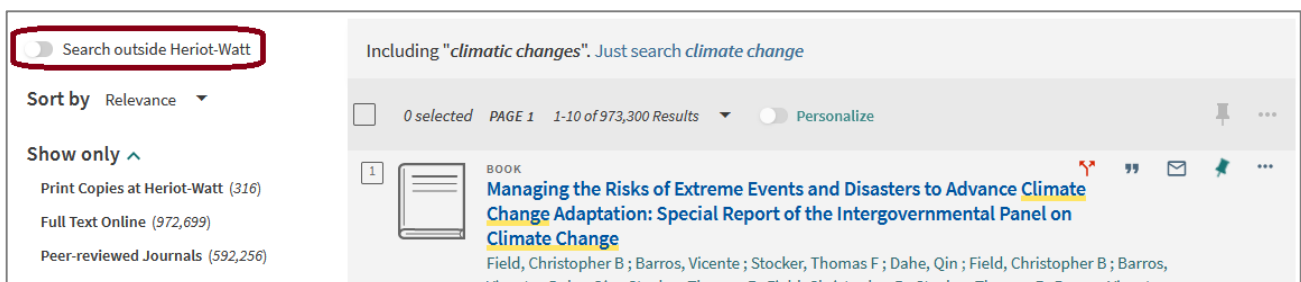 Search outside Heriot-Watt
Sort by Relevance
Show only
Print Copies at Heriot-Watt (316)
Full Text Online (972,699)
Peer-reviewed Journals (592,256)
Including "climatic changes". Just search climate change
0 selected PAGE 1 1-10 of 973,300 Results Personalize
1
BOOK
Managing the Risks of Extreme Events and Disasters to Advance Climate
Change Adaptation: Special Report of the Intergovernmental Panel on
Climate Change
Field, Christopher B ; Barros, Vicente ; Stocker, Thomas F ; Dahe, Qin ; Field, Christopher B ; Barros,